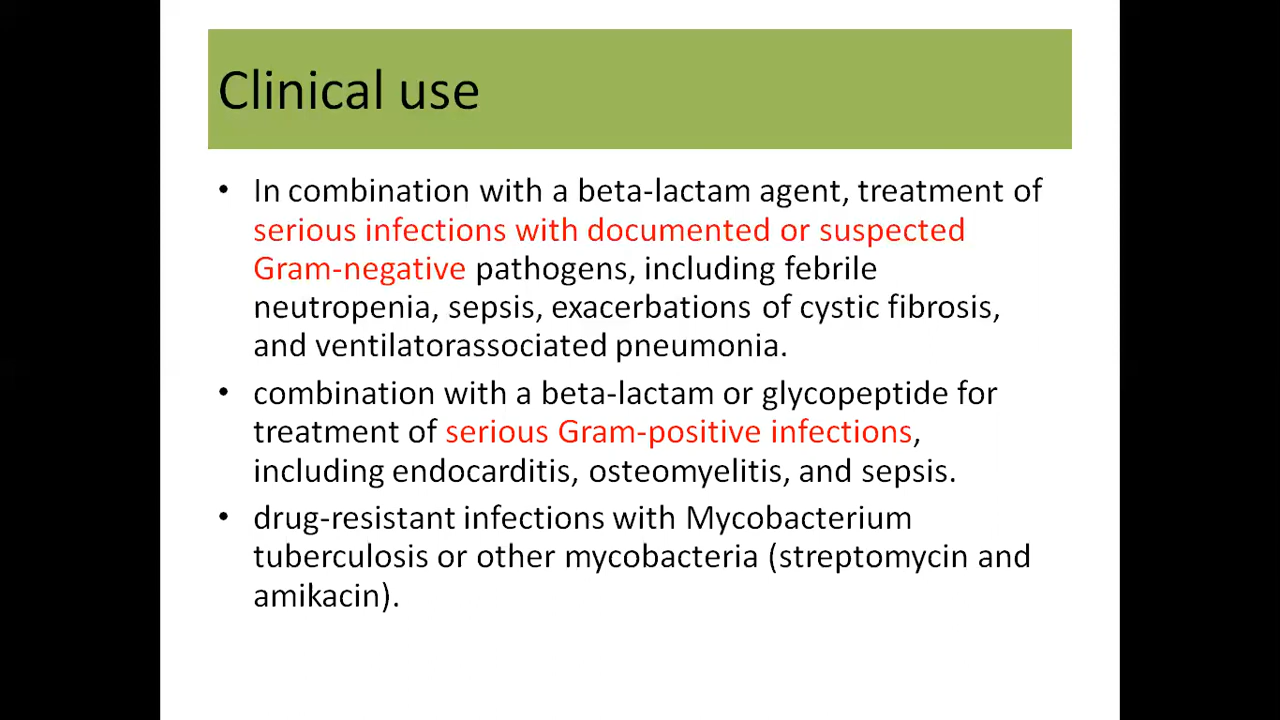 Clinical use
• In combination with a beta-lactam agent, treatment of
serious infections with documented or suspected
Gram-negative pathogens, including febrile
neutropenia, sepsis, exacerbations of cystic fibrosis,
and ventilatorassociated pneumonia.
• combination with a beta-lactam or glycopeptide for
treatment of serious Gram-positive infections,
including endocarditis, osteomyelitis, and sepsis.
• drug-resistant infections with Mycobacterium
tuberculosis or other mycobacteria (streptomycin and
amikacin).